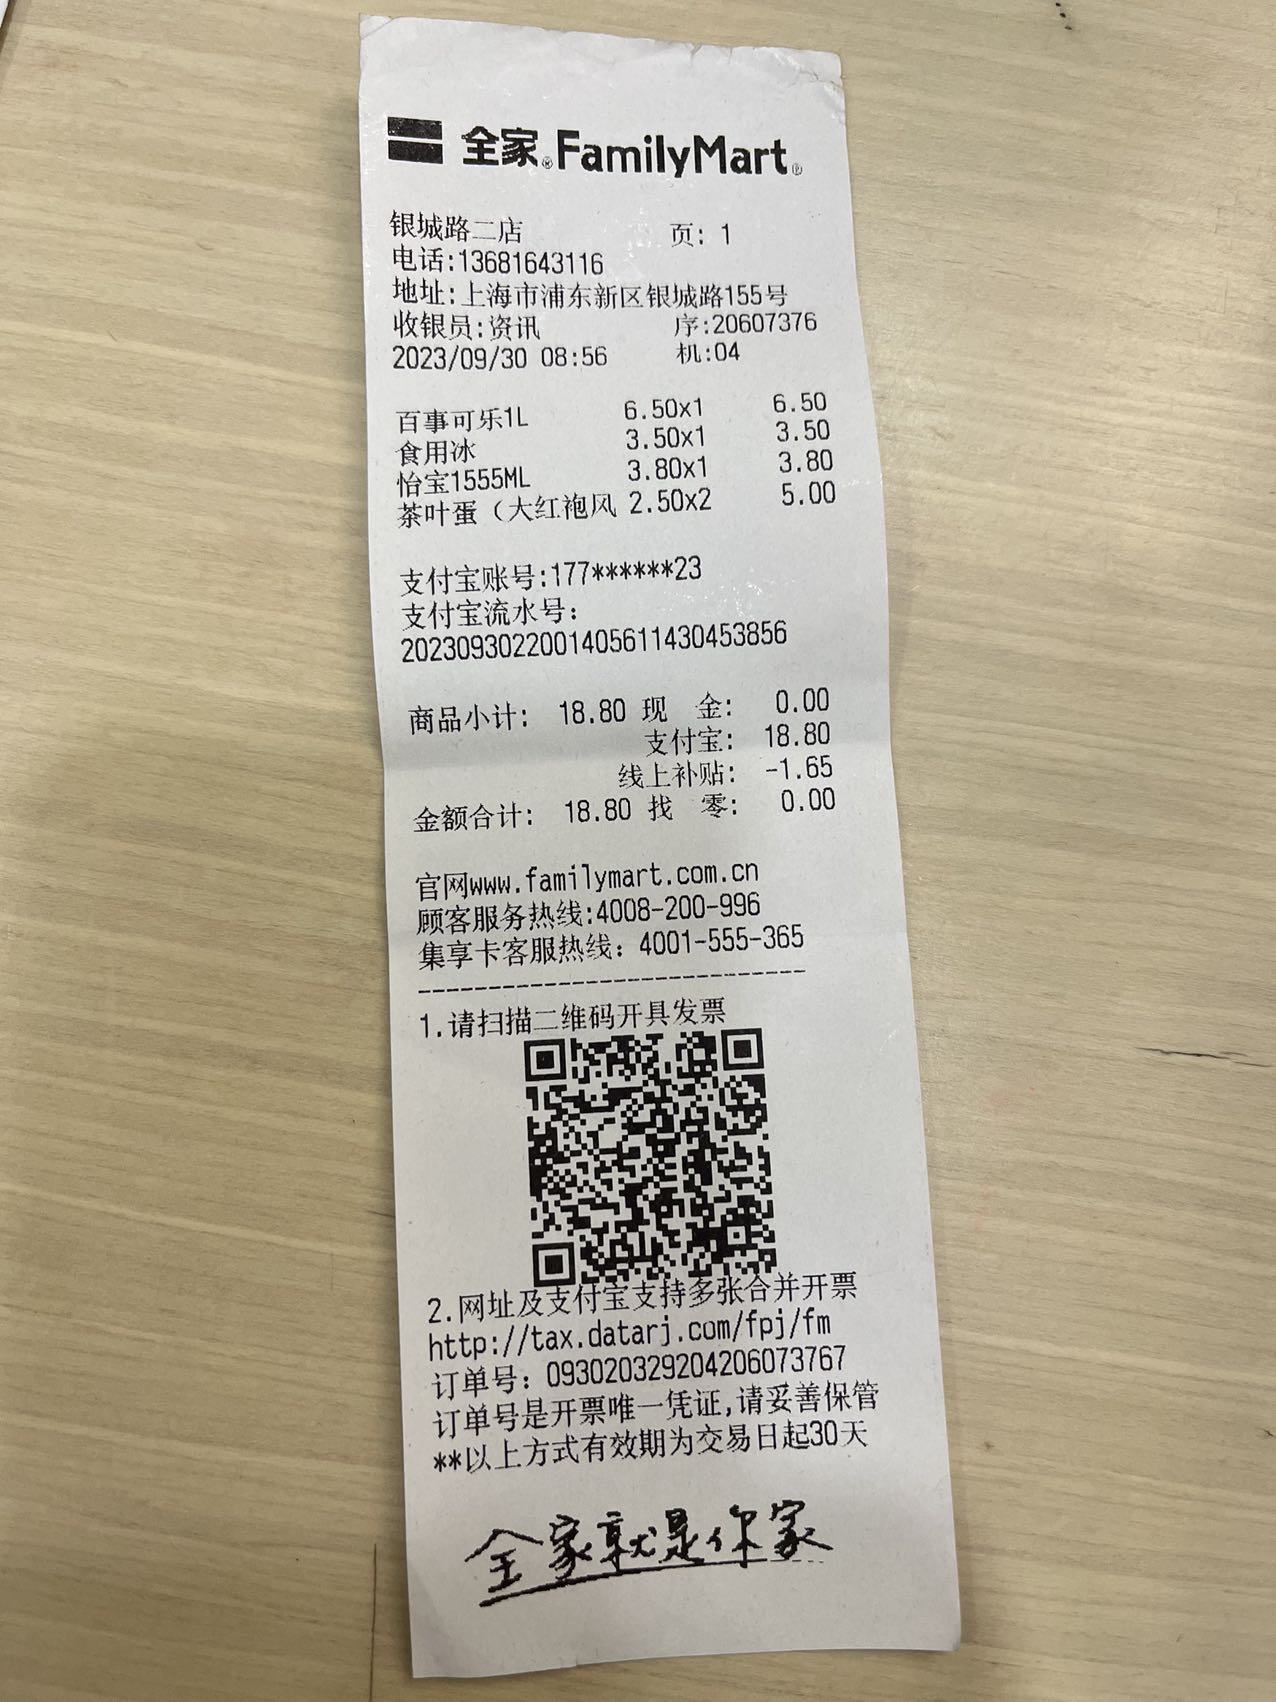 全家®FamilyMart®
银城路二店 页: 1
电话:13681643116
地址:上海市浦东新区银城路155号
收银员:资讯 序:20607376
2023/09/30 08:56 机:04
百事可乐1L 6.50x1 6.50
食用冰 3.50x1 3.50
怡宝1555ML 3.80x1 3.80
茶叶蛋（大红袍风 2.50x2 5.00
支付宝账号:177******23
支付宝流水号：
2023093022001405611430453856
商品小计： 18.80 现 金： 0.00
支付宝： 18.80
线上补贴： -1.65
金额合计： 18.80 找 零： 0.00
官网www.familymart.com.cn
顾客服务热线:4008-200-996
集享卡客服热线：4001-555-365
1.请扫描二维码开具发票
2.网址及支付宝支持多张合并开票
http://tax.datarj.com/fpj/fm
订单号：093020329204206073767
订单号是开票唯一凭证,请妥善保管
**以上方式有效期为交易日起30天
全家就是你家